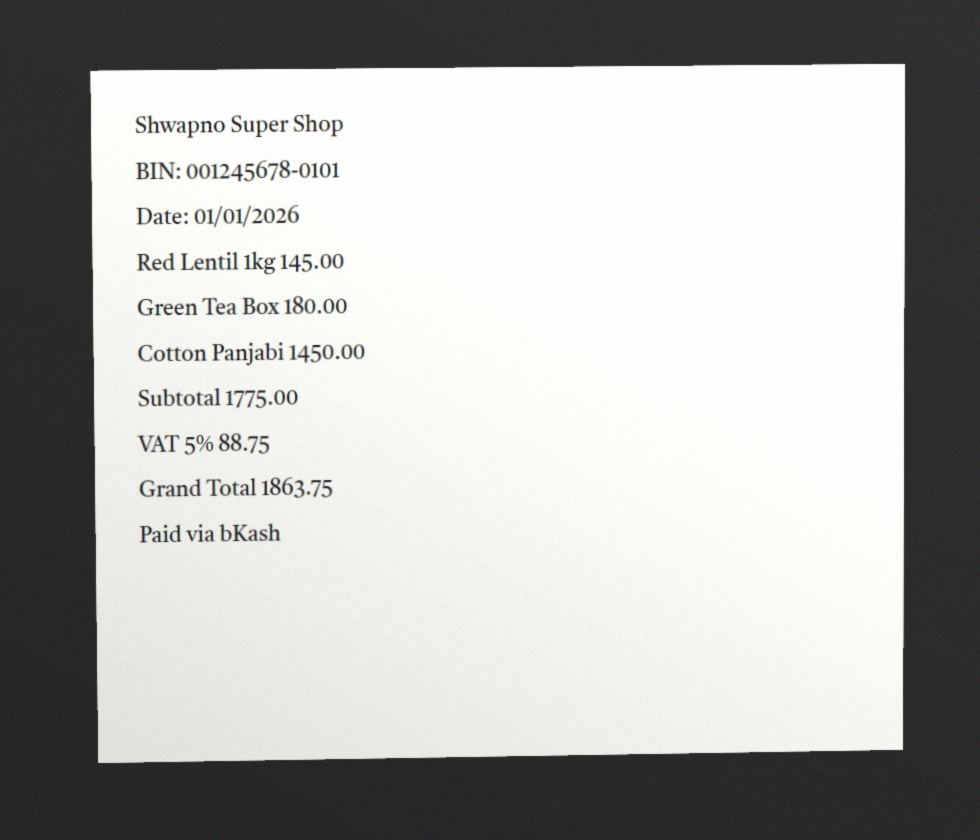 Shwapno Super Shop
BIN: 001245678-0101
Date: 01/01/2026
Red Lentil 1kg 145.00
Green Tea Box 180.00
Cotton Panjabi 1450.00
Subtotal 1775.00
VAT 5% 88.75
Grand Total 1863.75
Paid via bKash